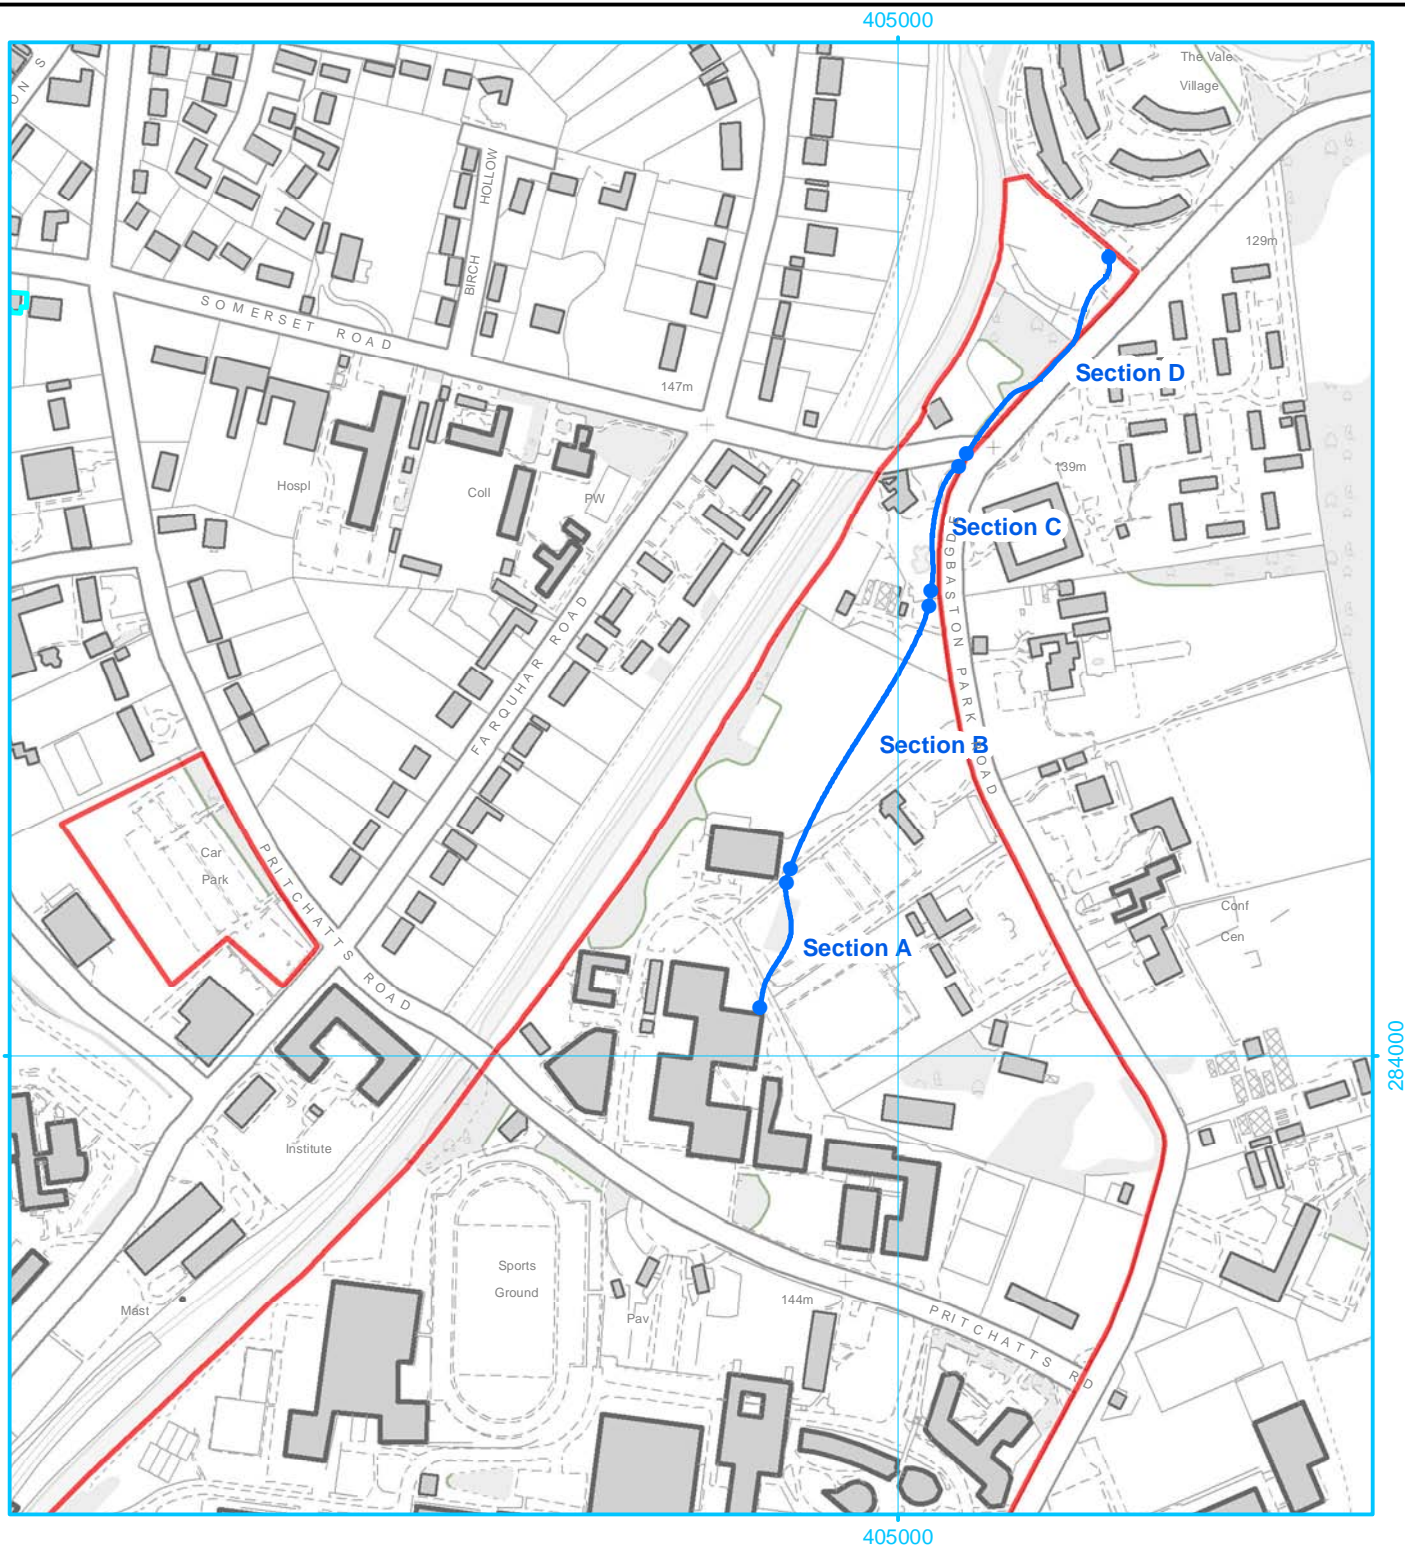 405000
The Vale
Village
ON S
HOLLOW
BIRCH
129m
SOMERSET ROAD
147m
Section D
139m
Hospl
Coll
PW
Section C
EDGBASTON PARK ROAD
FARQUHAR ROAD
Section B
Car
Park
PRITCHATTS ROAD
Conf
Cen
Section A
284000
Institute
Sports
Ground
Mast
Pav
144m
PRITCHATTS RD
405000